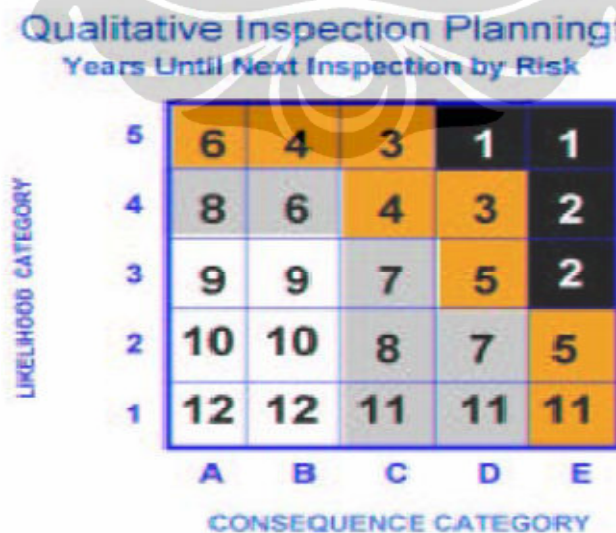 Qualitative Inspection Planning
Years Until Next Inspection by Risk
LIKELIHOOD CATEGORY
5 6 4 3 1 1
4 8 6 4 3 2
3 9 9 7 5 2
2 10 10 8 7 5
1 12 12 11 11 11
A B C D E
CONSEQUENCE CATEGORY